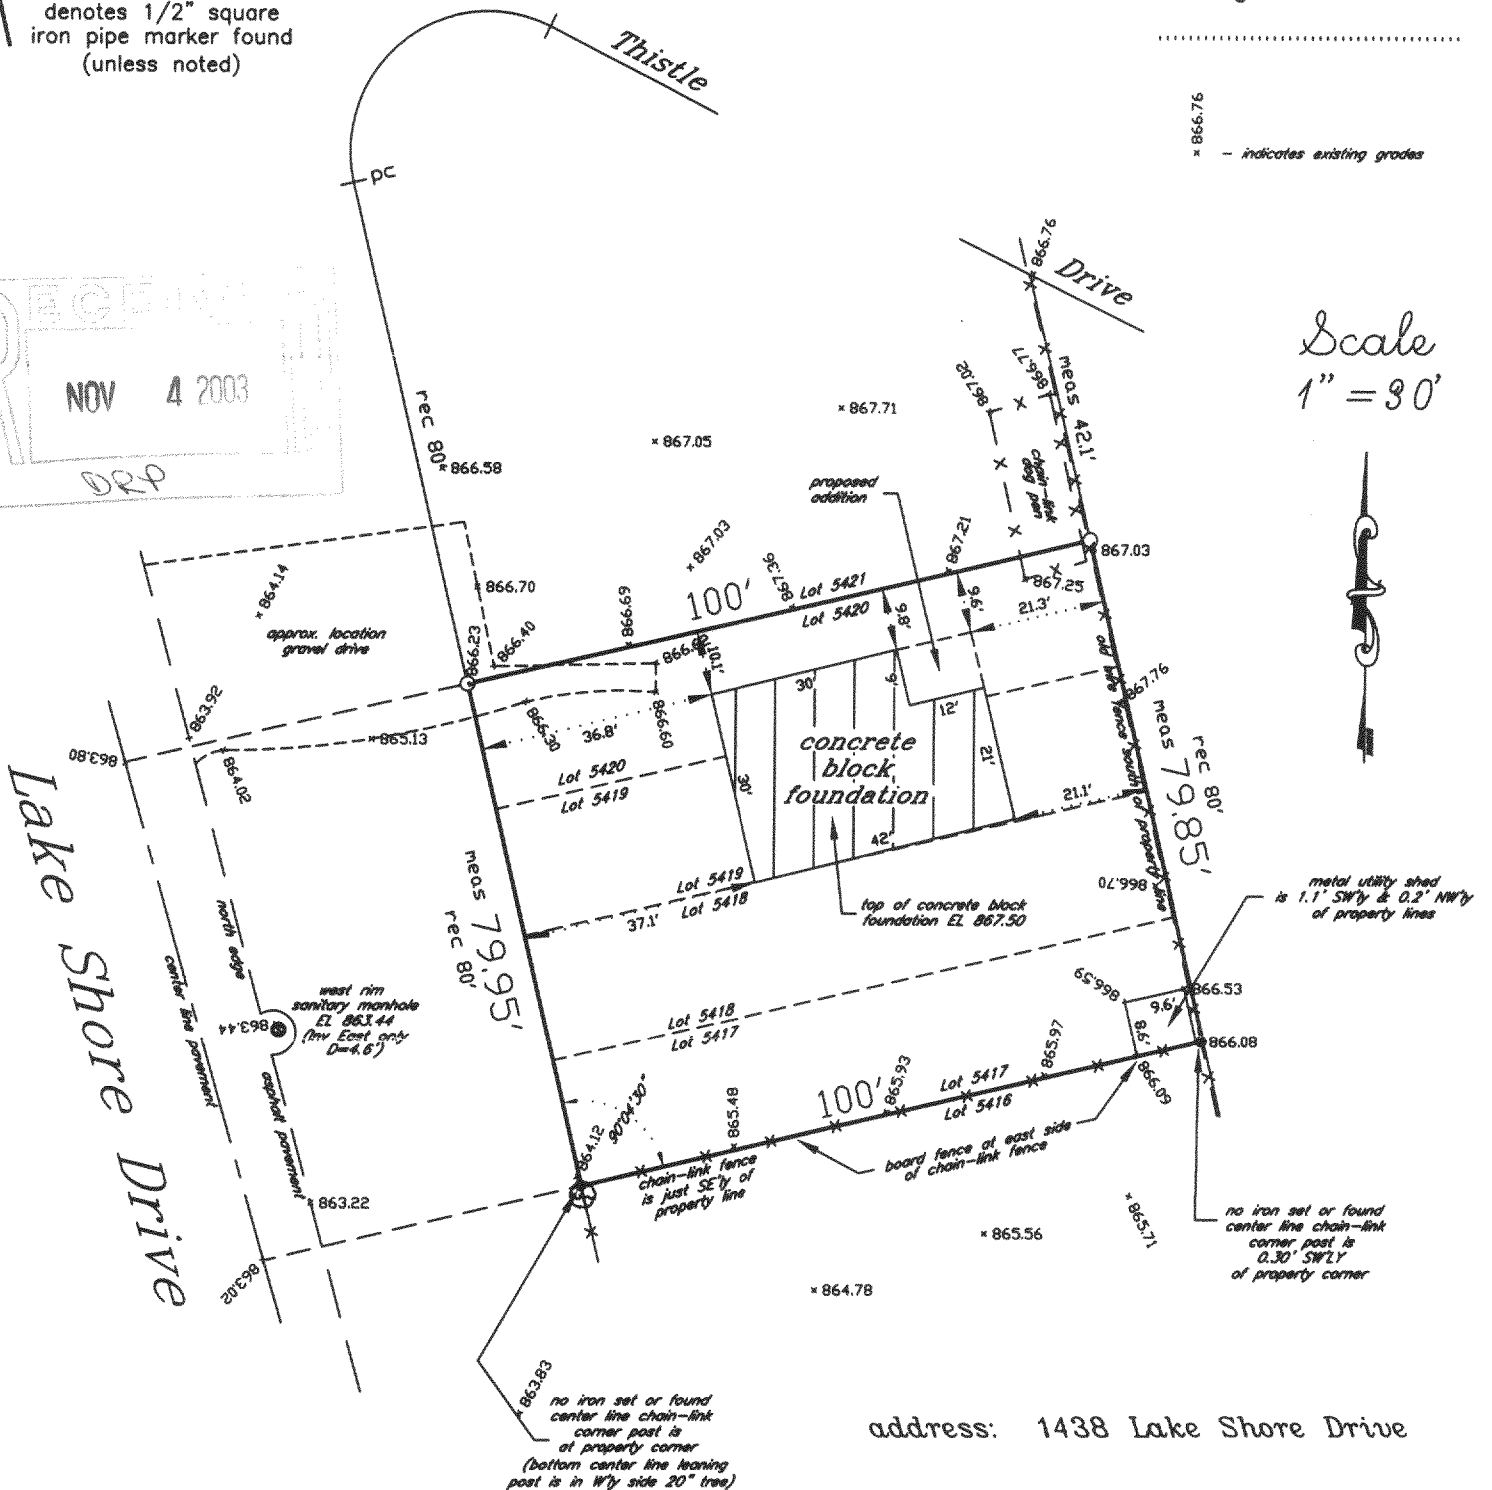 denotes 1/2" square
iron pipe marker found
(unless noted)
Thistle
pc
× 866.76
– indicates existing grades
866.76
Drive
Scale
1" = 30'
NOV 4 2003
DRP
rec 80'
× 866.58
× 867.05
× 867.71
867.02
866.77
meas 42.1'
chain-link
dog pen
proposed
addition
× 867.03
867.36
867.21
867.03
867.25
× 864.14
approx. location
gravel drive
866.70
866.23
866.40
866.69
100'
Lot 5421
Lot 5420
9.8'
9.6'
21.3'
10.1'
30'
9'
12'
863.92
863.80
864.02
× 865.13
866.30
36.8'
866.60
Lot 5420
Lot 5419
30'
concrete
block
foundation
21'
21.1'
42'
867.76
meas 79.85'
rec 80'
old wire fence south of property line
Lake Shore Drive
Lot 5419
Lot 5418
37.1'
top of concrete block
foundation EL 867.50
866.70
metal utility shed
is 1.1' SW'ly & 0.2' NW'ly
of property lines
meas 79.95'
rec 80'
north edge
asphalt pavement
center line pavement
863.44
west rim
sanitary manhole
EL 863.44
(Inv East only
D=4.6')
Lot 5418
Lot 5417
866.59
866.53
9.6'
8.6'
866.08
866.09
100'
865.48
865.93
865.97
Lot 5417
Lot 5416
90°04'30"
864.12
chain-link fence
is just SE'ly of
property line
board fence at east side
of chain-link fence
863.22
863.02
× 865.56
× 865.71
× 864.78
no iron set or found
center line chain-link
corner post is
0.30' SW'LY
of property corner
× 863.83
no iron set or found
center line chain-link
corner post is
at property corner
(bottom center line leaning
post is in W'ly side 20" tree)
address: 1438 Lake Shore Drive